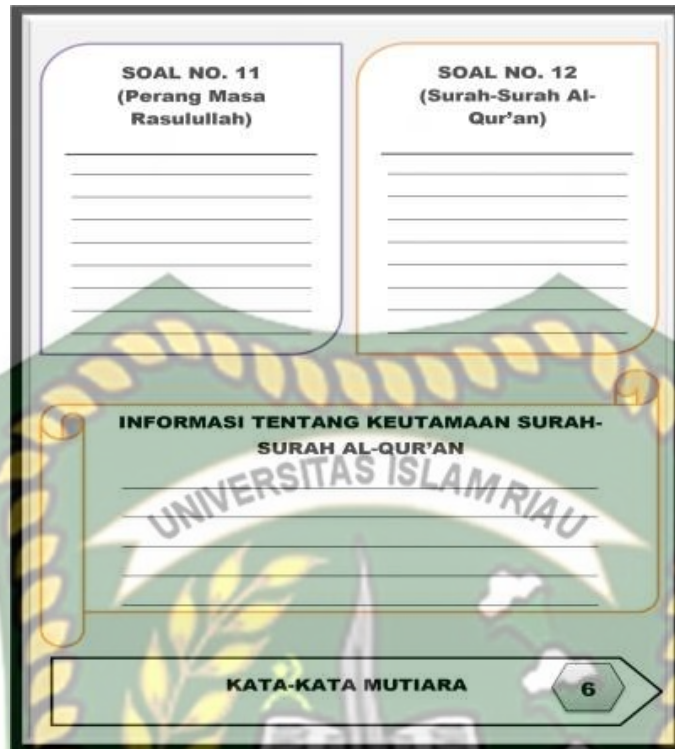 SOAL NO. 11
(Perang Masa
Rasulullah)
SOAL NO. 12
(Surah-Surah Al-
Qur'an)
INFORMASI TENTANG KEUTAMAAN SURAH-
SURAH AL-QUR'AN
UNIVERSITAS ISLAM RIAU
KATA-KATA MUTIARA
6